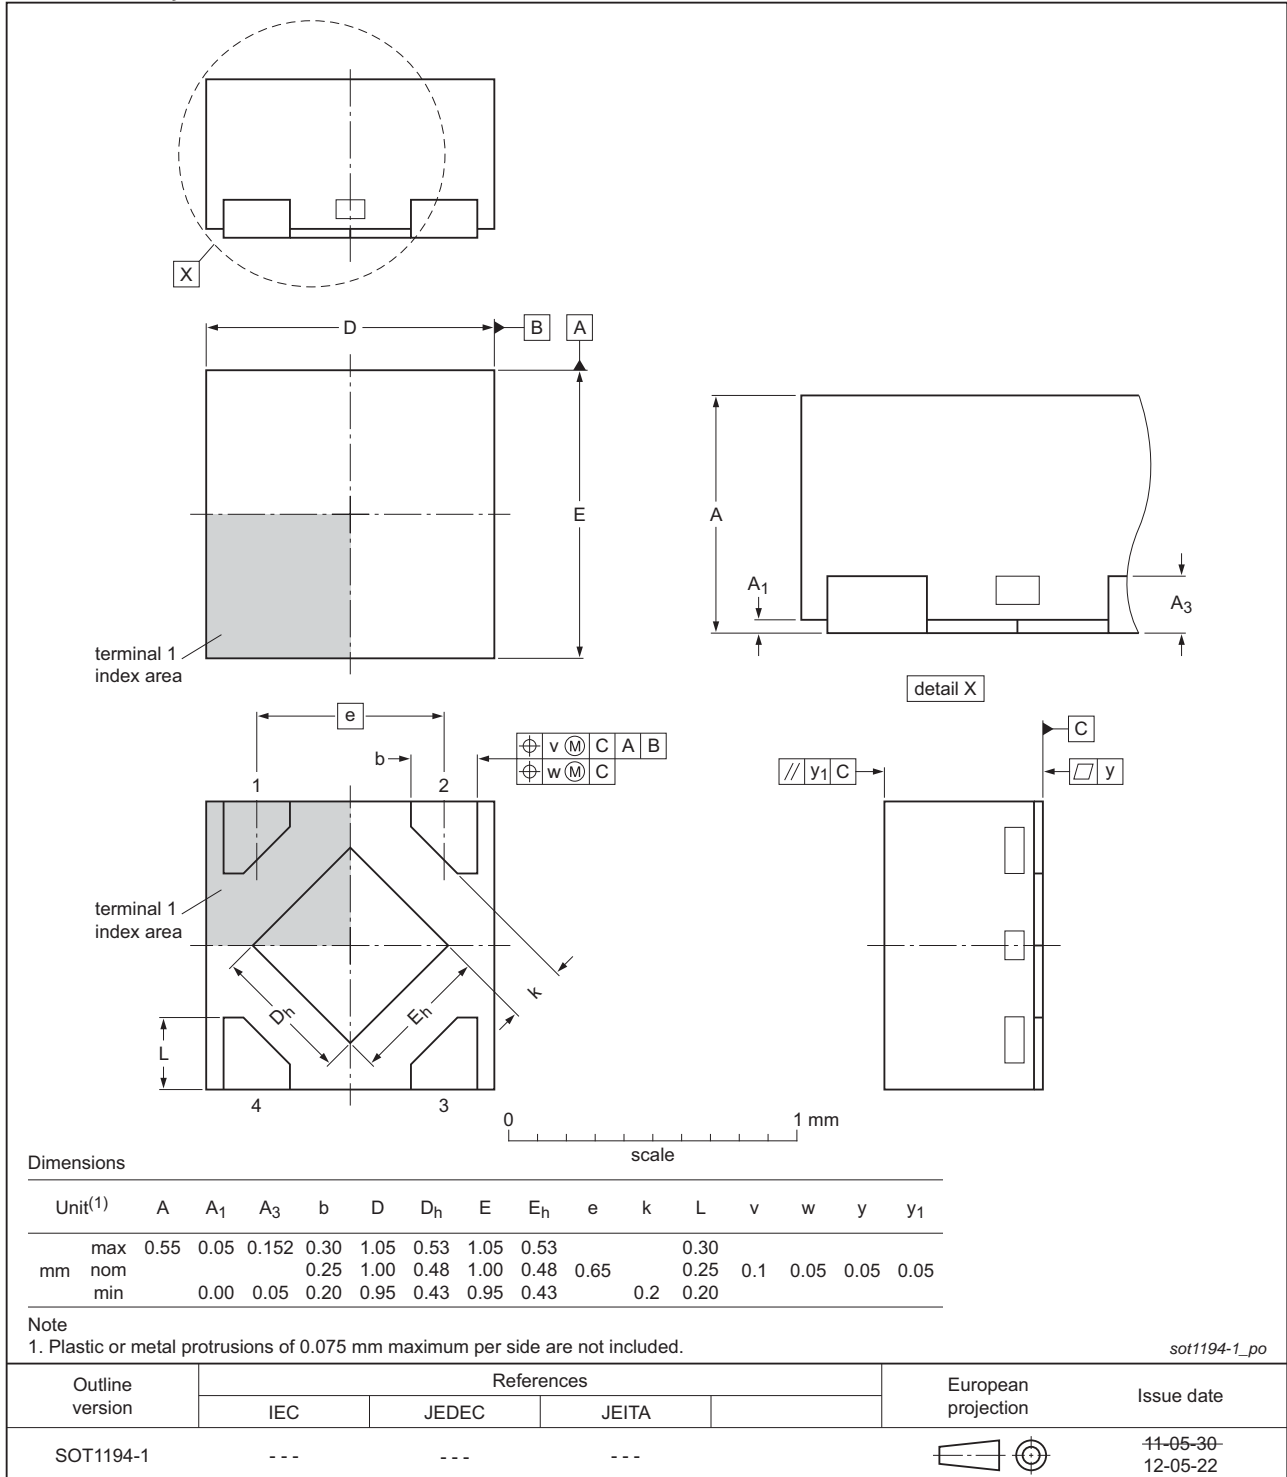 X
D
B
A
E
terminal 1
index area
A
A1
A3
detail X
e
b
v M C A B
w M C
1
2
terminal 1
index area
Dh
Eh
k
L
4
3
C
// y1 C
y
0
1 mm
scale
Dimensions
Unit(1) A A1 A3 b D Dh E Eh e k L v w y y1
max 0.55 0.05 0.152 0.30 1.05 0.53 1.05 0.53 0.30
mm nom 0.25 1.00 0.48 1.00 0.48 0.65 0.25 0.1 0.05 0.05 0.05
min 0.00 0.05 0.20 0.95 0.43 0.95 0.43 0.2 0.20
Note
1. Plastic or metal protrusions of 0.075 mm maximum per side are not included.
sot1194-1_po
Outline version
References
IEC JEDEC JEITA
European projection
Issue date
SOT1194-1 - - - - - - - - -
11-05-30
12-05-22